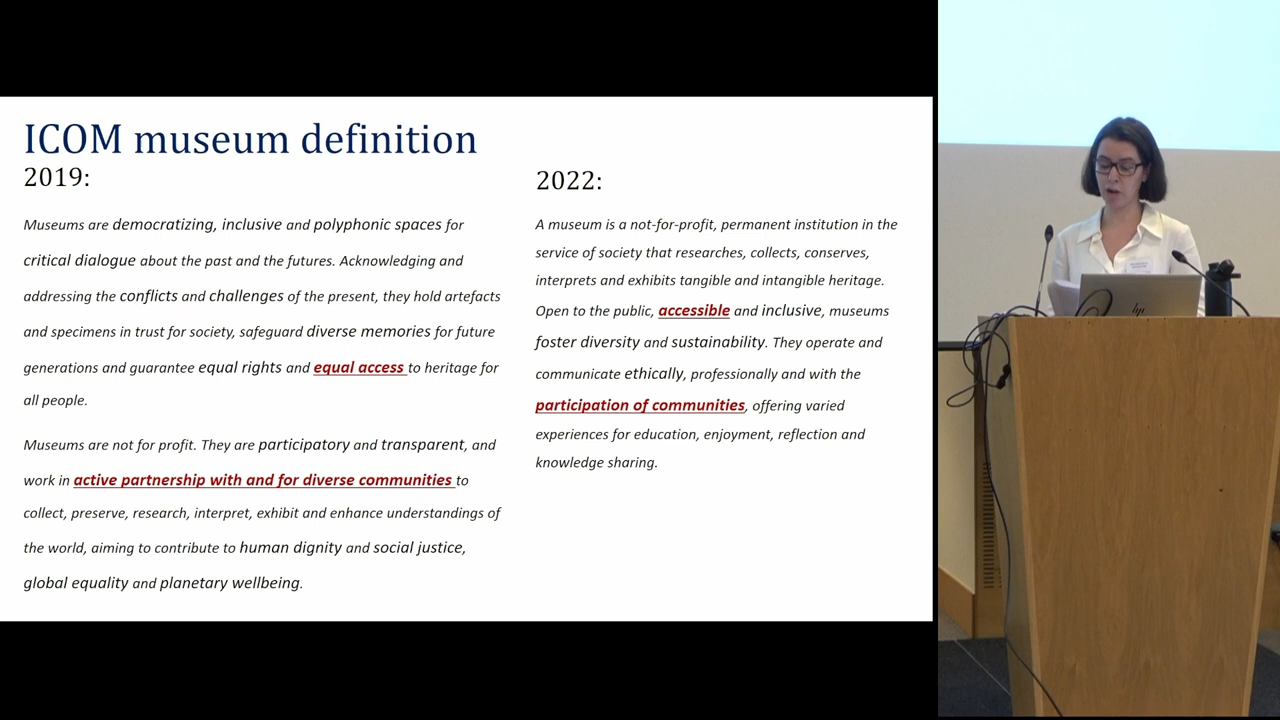 ICOM museum definition
2019:
Museums are democratizing, inclusive and polyphonic spaces for
critical dialogue about the past and the futures. Acknowledging and
addressing the conflicts and challenges of the present, they hold artefacts
and specimens in trust for society, safeguard diverse memories for future
generations and guarantee equal rights and equal access to heritage for
all people.
Museums are not for profit. They are participatory and transparent, and
work in active partnership with and for diverse communities to
collect, preserve, research, interpret, exhibit and enhance understandings of
the world, aiming to contribute to human dignity and social justice,
global equality and planetary wellbeing.
2022:
A museum is a not-for-profit, permanent institution in the
service of society that researches, collects, conserves,
interprets and exhibits tangible and intangible heritage.
Open to the public, accessible and inclusive, museums
foster diversity and sustainability. They operate and
communicate ethically, professionally and with the
participation of communities, offering varied
experiences for education, enjoyment, reflection and
knowledge sharing.
hp